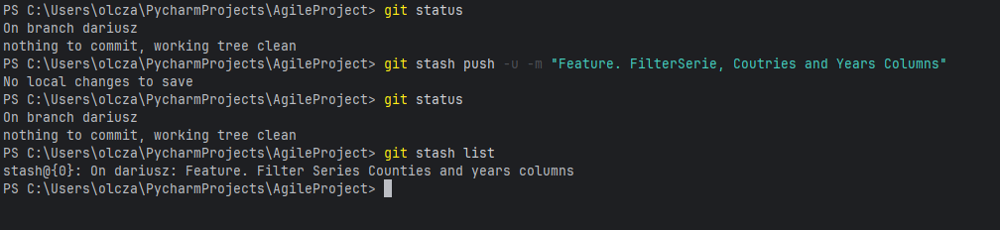 PS C:\Users\olcza\PycharmProjects\AgileProject> git status
On branch dariusz
nothing to commit, working tree clean
PS C:\Users\olcza\PycharmProjects\AgileProject> git stash push -u -m "Feature. FilterSerie, Coutries and Years Columns"
No local changes to save
PS C:\Users\olcza\PycharmProjects\AgileProject> git status
On branch dariusz
nothing to commit, working tree clean
PS C:\Users\olcza\PycharmProjects\AgileProject> git stash list
stash@{0}: On dariusz: Feature. Filter Series Counties and years columns
PS C:\Users\olcza\PycharmProjects\AgileProject>